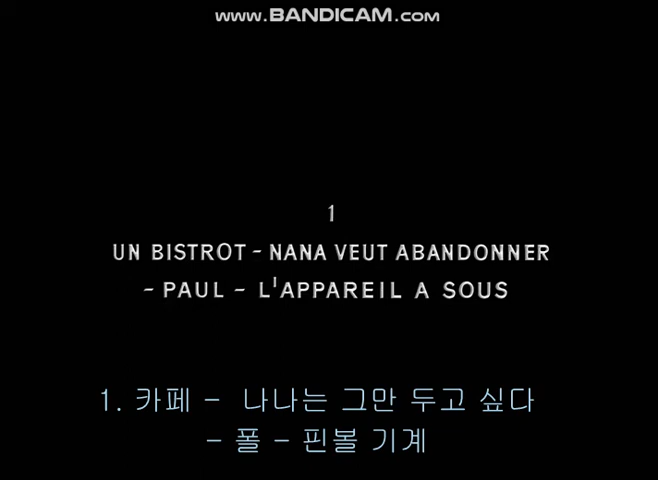 www.BANDICAM.com
1
UN BISTROT - NANA VEUT ABANDONNER
- PAUL - L'APPAREIL A SOUS
1. 카페 - 나나는 그만 두고 싶다
- 폴 - 핀볼 기계